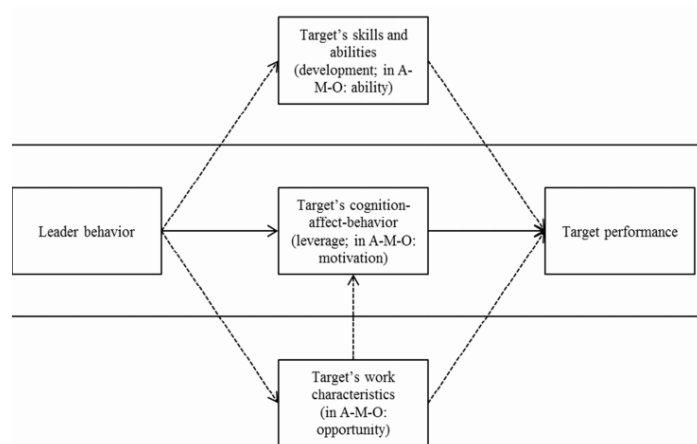 Target's skills and
abilities
(development; in A-
M-O: ability)
Leader behavior
Target's cognition-
affect-behavior
(leverage; in A-M-O:
motivation)
Target performance
Target's work
characteristics
(in A-M-O:
opportunity)